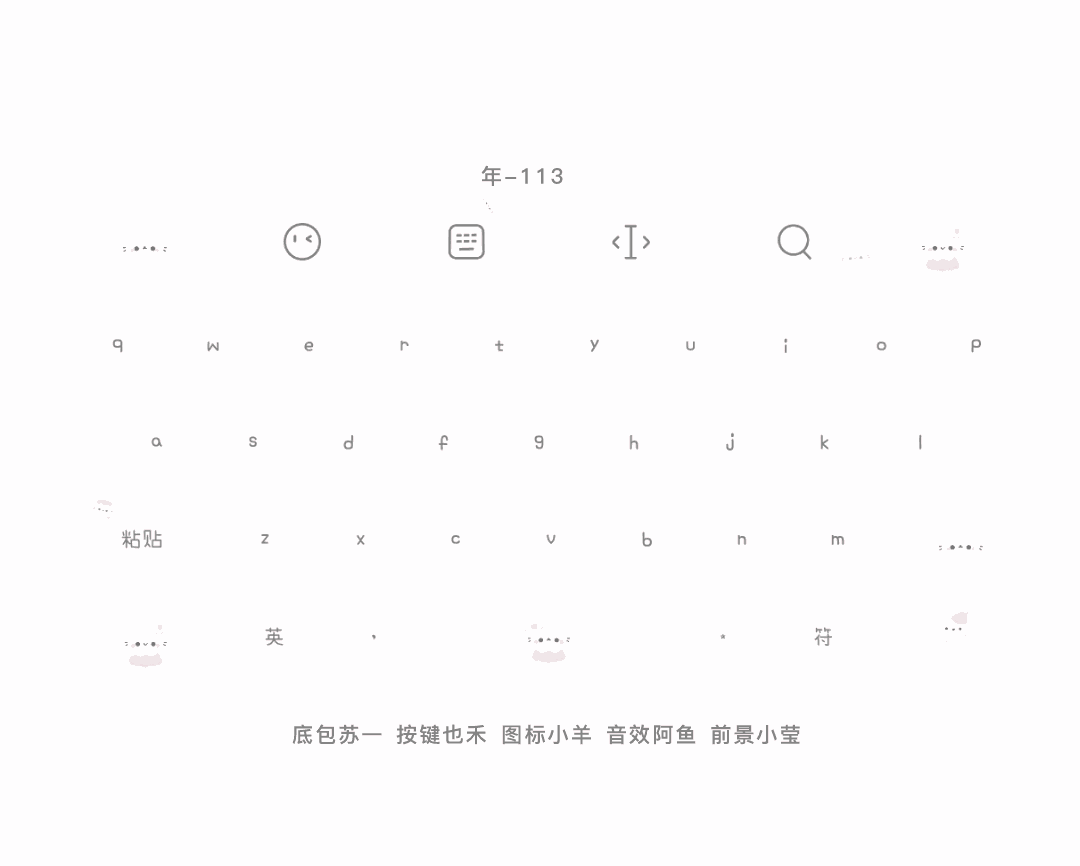 年-113
q w e r t y u i o p
a s d f g h j k l
粘贴 z x c v b n m
英 , 。 符
底包苏一 按键也禾 图标小羊 音效阿鱼 前景小莹